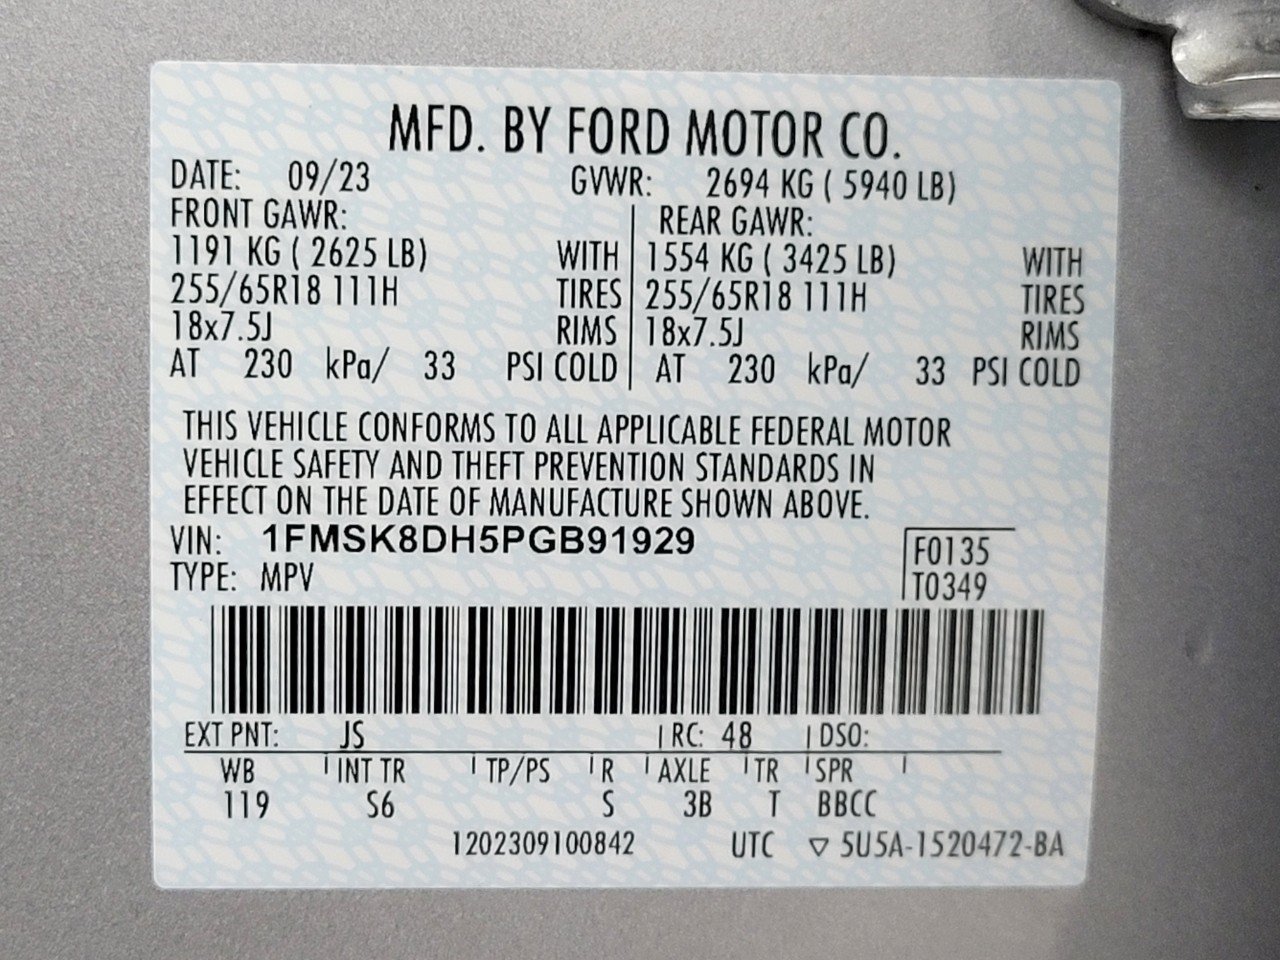 MFD. BY FORD MOTOR CO.
DATE: 09/23 GVWR: 2694 KG ( 5940 LB)
FRONT GAWR: REAR GAWR:
1191 KG ( 2625 LB) WITH 1554 KG ( 3425 LB) WITH
255/65R18 111H TIRES 255/65R18 111H TIRES
18x7.5J RIMS 18x7.5J RIMS
AT 230 kPa/ 33 PSI COLD AT 230 kPa/ 33 PSI COLD
THIS VEHICLE CONFORMS TO ALL APPLICABLE FEDERAL MOTOR
VEHICLE SAFETY AND THEFT PREVENTION STANDARDS IN
EFFECT ON THE DATE OF MANUFACTURE SHOWN ABOVE.
VIN: 1FMSK8DH5PGB91929
F0135
TYPE: MPV
T0349
EXT PNT: JS RC: 48 DSO:
WB INT TR TP/PS R AXLE TR SPR
119 S6 S 3B T BBCC
1202309100842 UTC ▽ 5U5A-1520472-BA